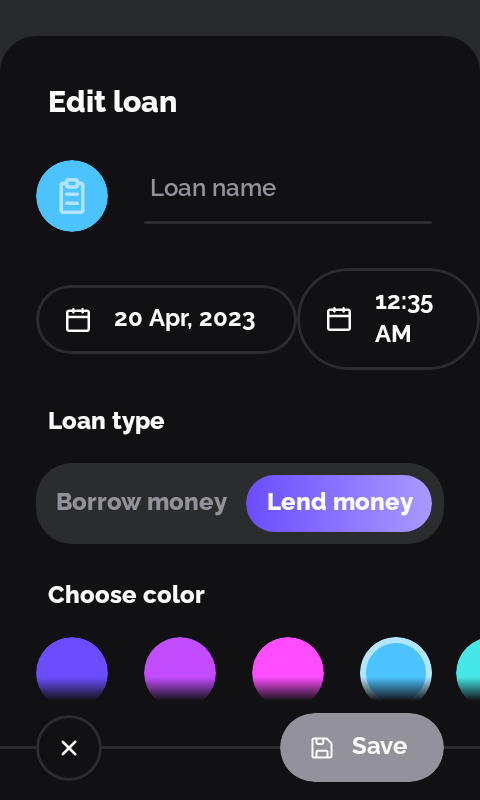 Edit loan
Loan name
20 Apr, 2023
12:35
AM
Loan type
Borrow money
Lend money
Choose color
Save